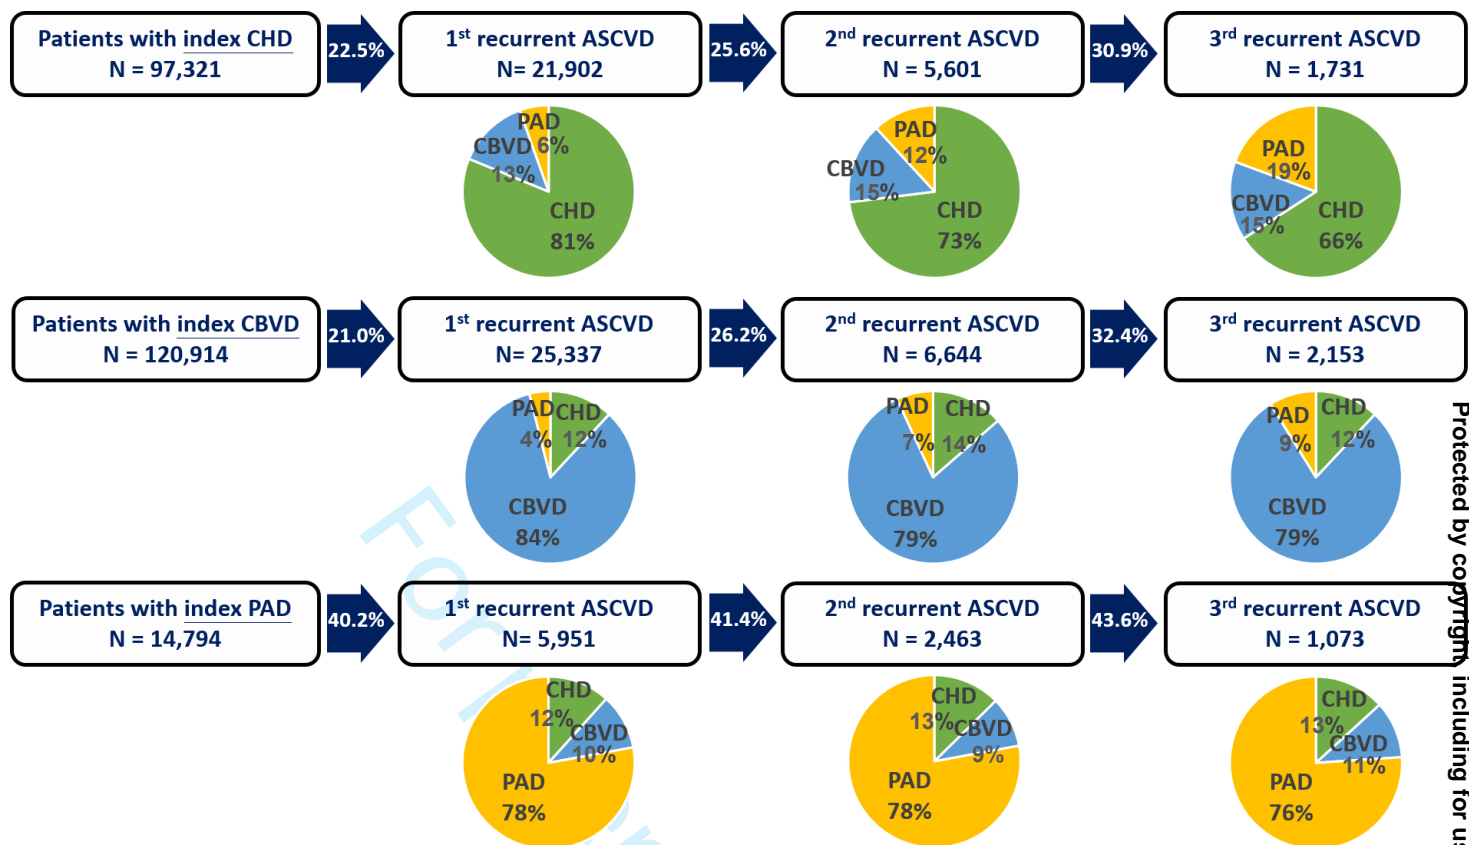 Patients with index CHD
N = 97,321
22.5%
1st recurrent ASCVD
N= 21,902
25.6%
2nd recurrent ASCVD
N = 5,601
30.9%
3rd recurrent ASCVD
N = 1,731
PAD
6%
CBVD
13%
CHD
81%
PAD
12%
CBVD
15%
CHD
73%
PAD
19%
CBVD
15%
CHD
66%
Patients with index CBVD
N = 120,914
21.0%
1st recurrent ASCVD
N= 25,337
26.2%
2nd recurrent ASCVD
N = 6,644
32.4%
3rd recurrent ASCVD
N = 2,153
PAD
4%
CHD
12%
CBVD
84%
PAD
7%
CHD
14%
CBVD
79%
PAD
9%
CHD
12%
CBVD
79%
Patients with index PAD
N = 14,794
40.2%
1st recurrent ASCVD
N= 5,951
41.4%
2nd recurrent ASCVD
N = 2,463
43.6%
3rd recurrent ASCVD
N = 1,073
CHD
12%
CBVD
10%
PAD
78%
CHD
13%
CBVD
9%
PAD
78%
CHD
13%
CBVD
11%
PAD
76%
For
Protected by copyright, including for us